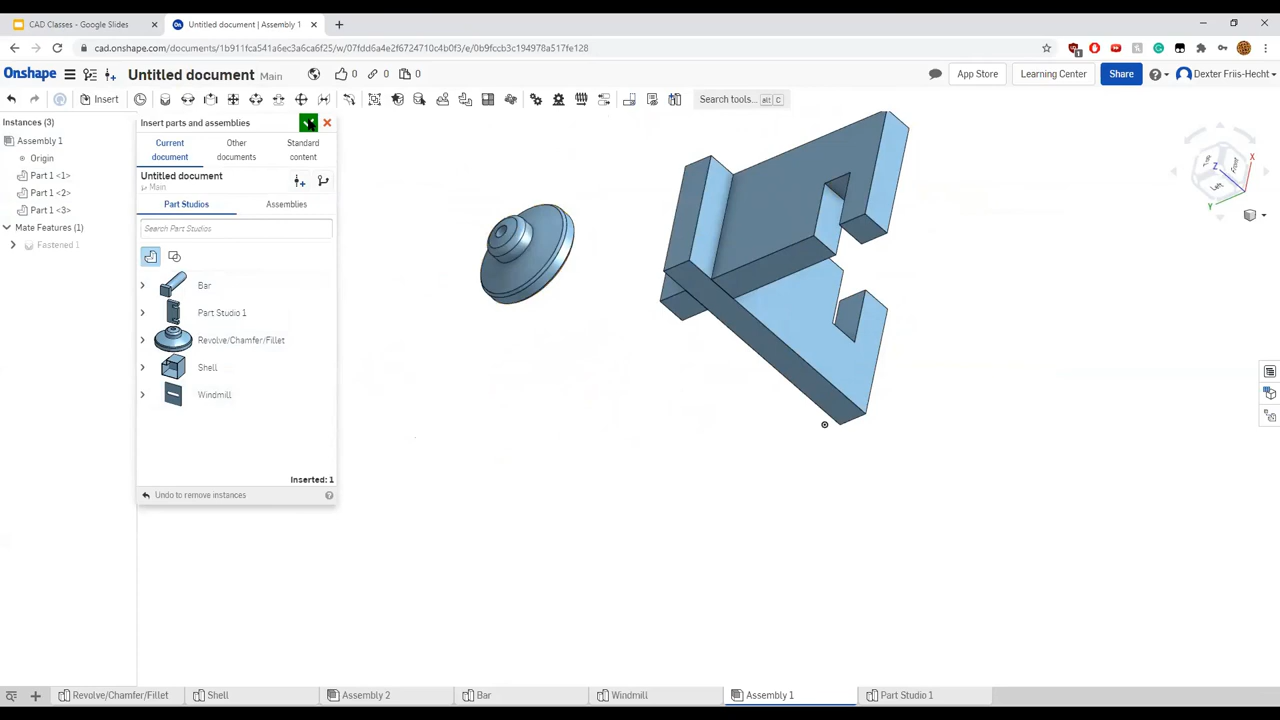 CAD Classes - Google Slides
Untitled document | Assembly 1
cad.onshape.com/documents/1b911fca541a6ec3a6ca6f25/w/07fdd6a4e2f6724710c4b0f3/e/0b9fccb3c194978a517fe128
Onshape
Untitled document Main
0
0
0
App Store
Learning Center
Share
Dexter Friis-Hecht
Insert
Search tools... alt C
Instances (3)
Assembly 1
Origin
Part 1 <1>
Part 1 <2>
Part 1 <3>
Mate Features (1)
Fastened 1
Insert parts and assemblies
Current document
Other documents
Standard content
Untitled document
Main
Part Studios
Assemblies
Search Part Studios
Bar
Part Studio 1
Revolve/Chamfer/Fillet
Shell
Windmill
Inserted: 1
Undo to remove instances
Top
Front
Left
X
Y
Z
Revolve/Chamfer/Fillet
Shell
Assembly 2
Bar
Windmill
Assembly 1
Part Studio 1